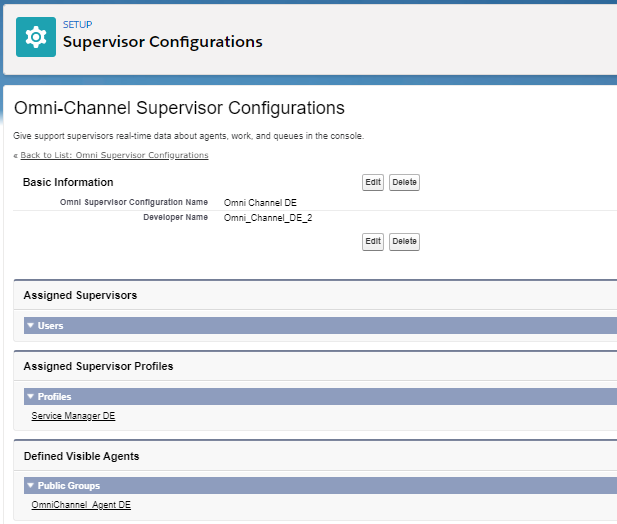 SETUP
Supervisor Configurations
Omni-Channel Supervisor Configurations
Give support supervisors real-time data about agents, work, and queues in the console.
« Back to List: Omni Supervisor Configurations
Basic Information Edit Delete
Omni Supervisor Configuration Name Omni Channel DE
Developer Name Omni_Channel_DE_2
Edit Delete
Assigned Supervisors
Users
Assigned Supervisor Profiles
Profiles
Service Manager DE
Defined Visible Agents
Public Groups
OmniChannel_Agent DE